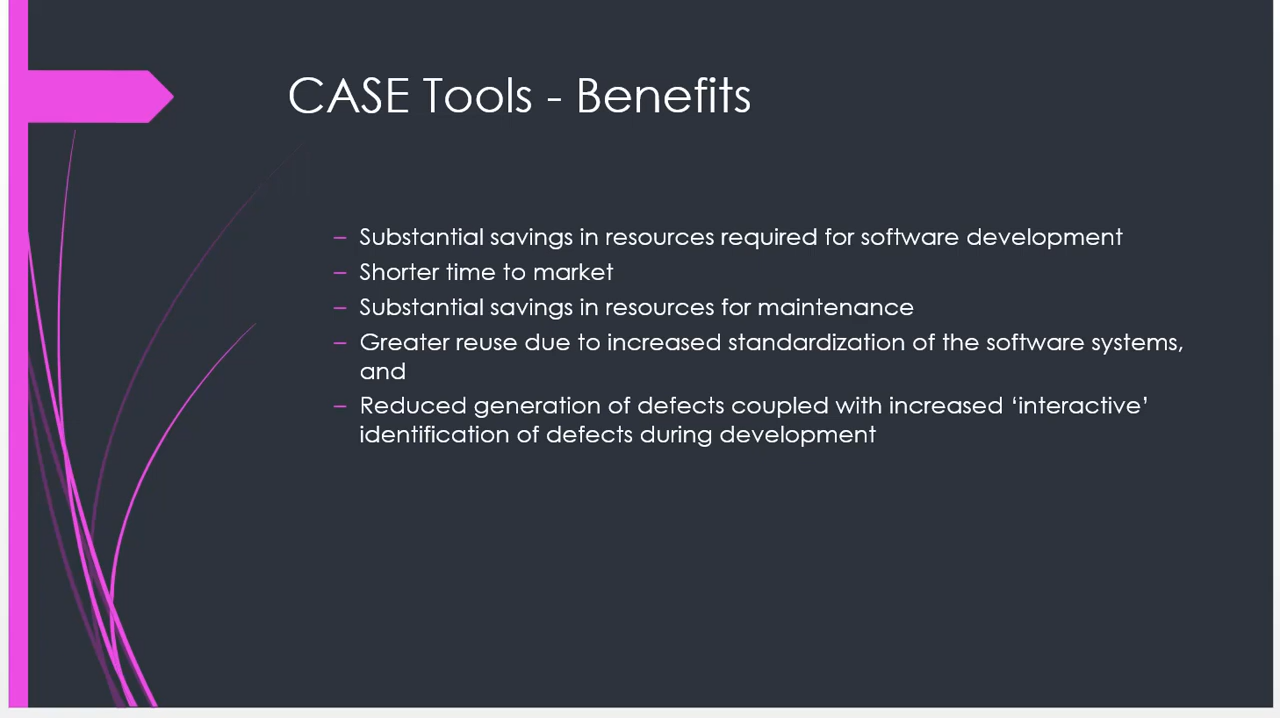 CASE Tools - Benefits
– Substantial savings in resources required for software development
– Shorter time to market
– Substantial savings in resources for maintenance
– Greater reuse due to increased standardization of the software systems,
and
– Reduced generation of defects coupled with increased ‘interactive’
identification of defects during development